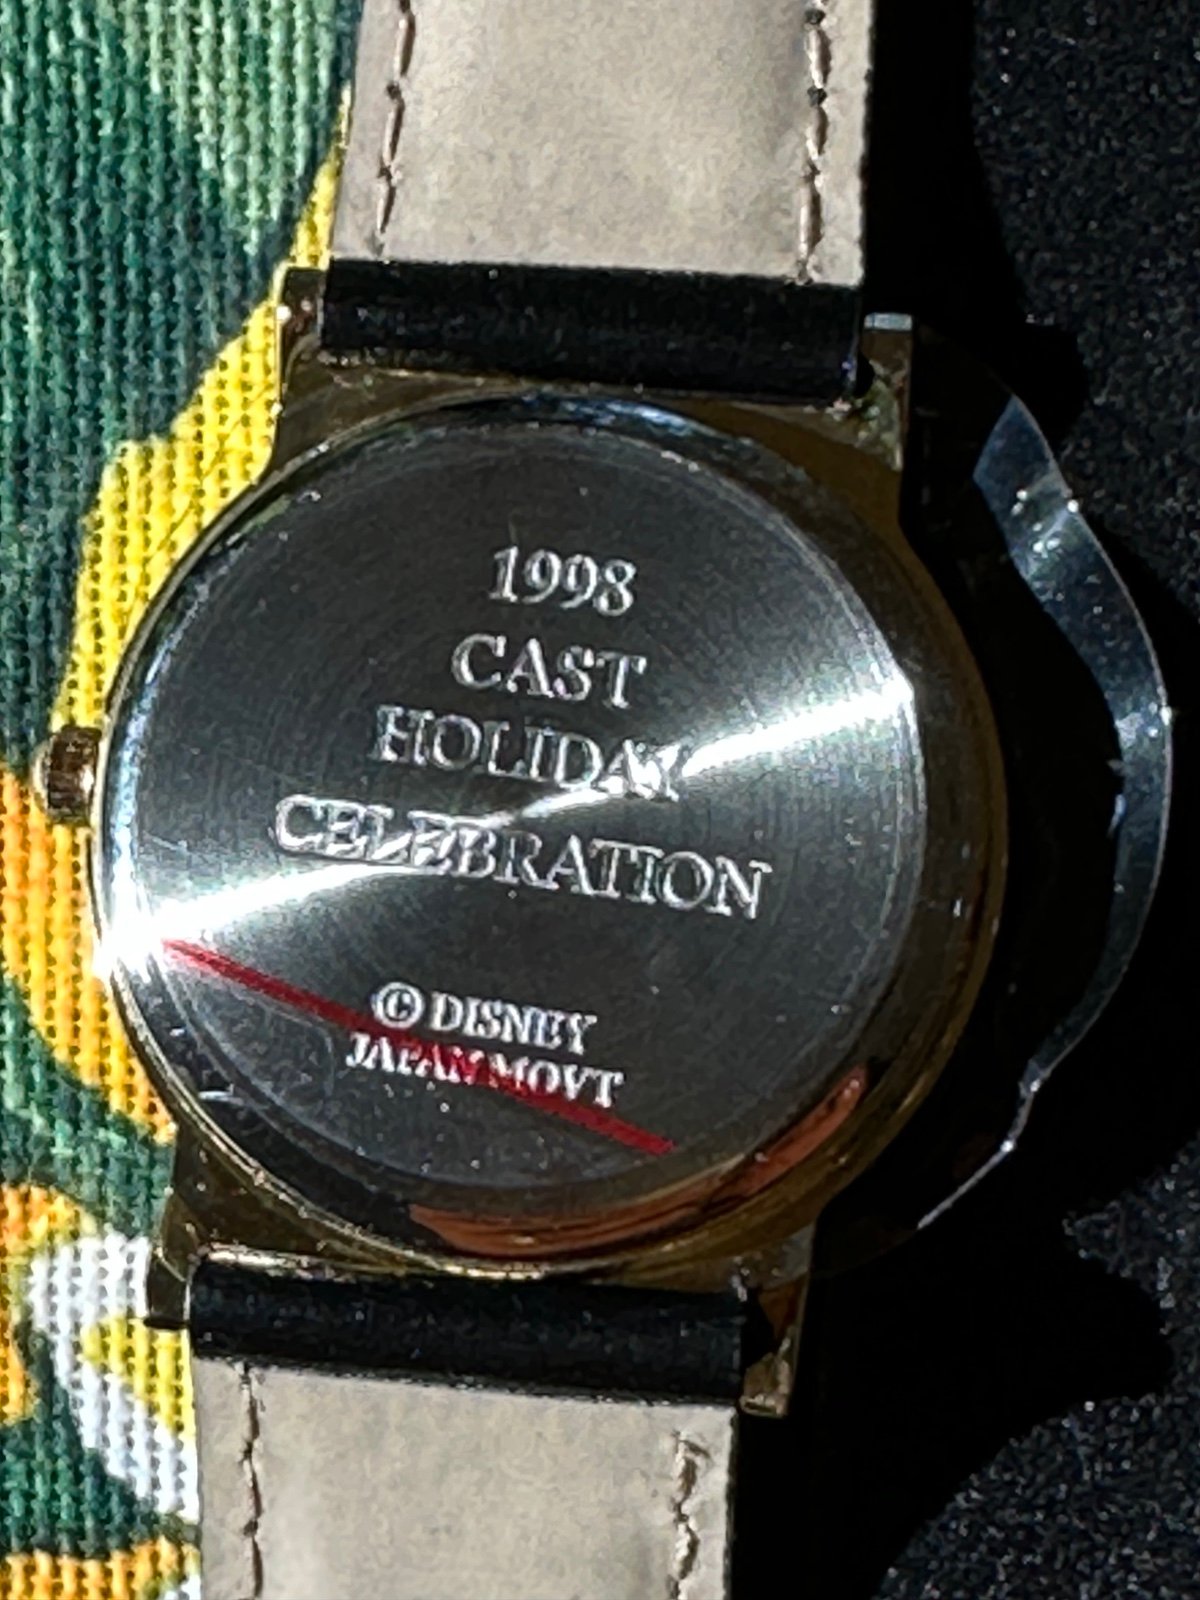 1998
CAST
HOLIDAY
CELEBRATION
© DISNEY
JAPAN MOVT